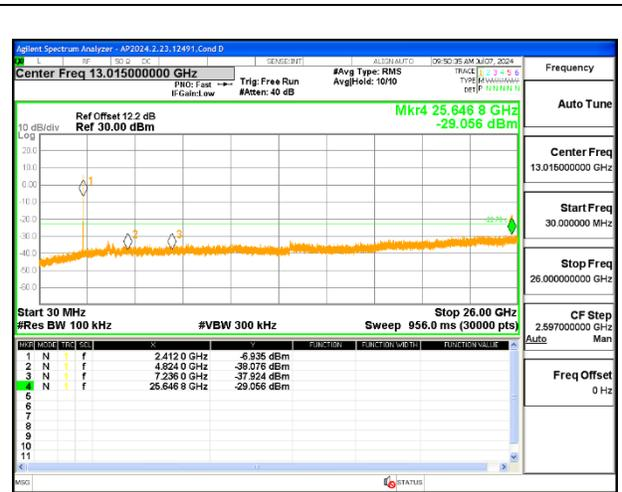 Agilent Spectrum Analyzer - AP2024.2.23,12491,Cond D
L RF 50 Ω DC SENSE:INT ALIGN AUTO 09:50:35 AM Jul 07, 2024
Center Freq 13.015000000 GHz
PNO: Fast
IFGain:Low
Trig: Free Run
#Atten: 40 dB
#Avg Type: RMS
Avg|Hold: 10/10
TRACE 1 2 3 4 5 6
TYPE M
DET P N N N N N
Frequency
Auto Tune
Center Freq
13.015000000 GHz
Start Freq
30.000000 MHz
Stop Freq
26.000000000 GHz
CF Step
2.597000000 GHz
Auto Man
Freq Offset
0 Hz
Ref Offset 12.2 dB
10 dB/div Ref 30.00 dBm
Log
Mkr4 25.646 8 GHz
-29.056 dBm
20.0
10.0
0.00
-10.0
-20.0
-30.0
-40.0
-50.0
-60.0
1
2
3
Start 30 MHz Stop 26.00 GHz
#Res BW 100 kHz #VBW 300 kHz Sweep 956.0 ms (30000 pts)
MKR MODE TRC SCL X Y FUNCTION FUNCTION WIDTH FUNCTION VALUE
1 N 1 f 2.412 0 GHz -6.935 dBm
2 N 1 f 4.824 0 GHz -38.076 dBm
3 N 1 f 7.236 0 GHz -37.924 dBm
4 N 1 f 25.646 8 GHz -29.056 dBm
5
6
7
8
9
10
11
MSG STATUS